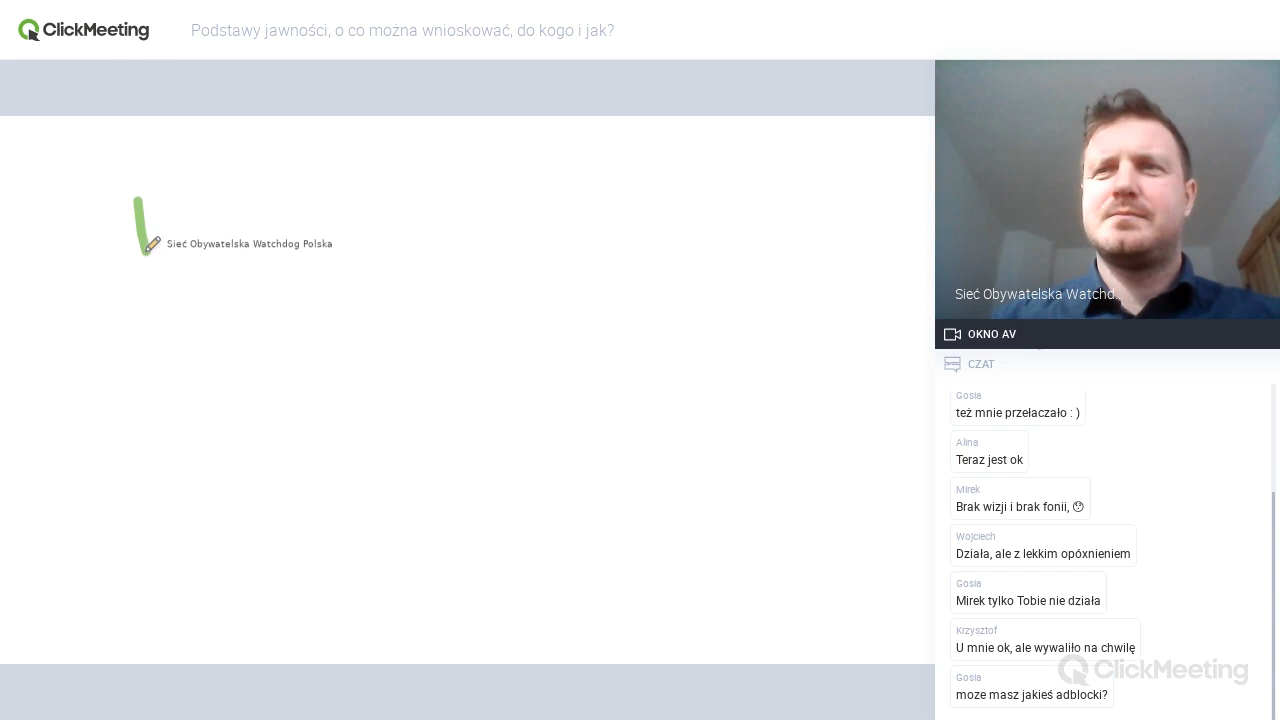 ClickMeeting
Podstawy jawności, o co można wnioskować, do kogo i jak?
Sieć Obywatelska Watchdog Polska
Sieć Obywatelska Watchd...
OKNO AV
CZAT
Gosia
też mnie przełaczało : )
Alina
Teraz jest ok
Mirek
Brak wizji i brak fonii, 😯
Wojciech
Działa, ale z lekkim opóxnieniem
Gosia
Mirek tylko Tobie nie działa
Krzysztof
U mnie ok, ale wywaliło na chwilę
ClickMeeting
Gosia
moze masz jakieś adblocki?